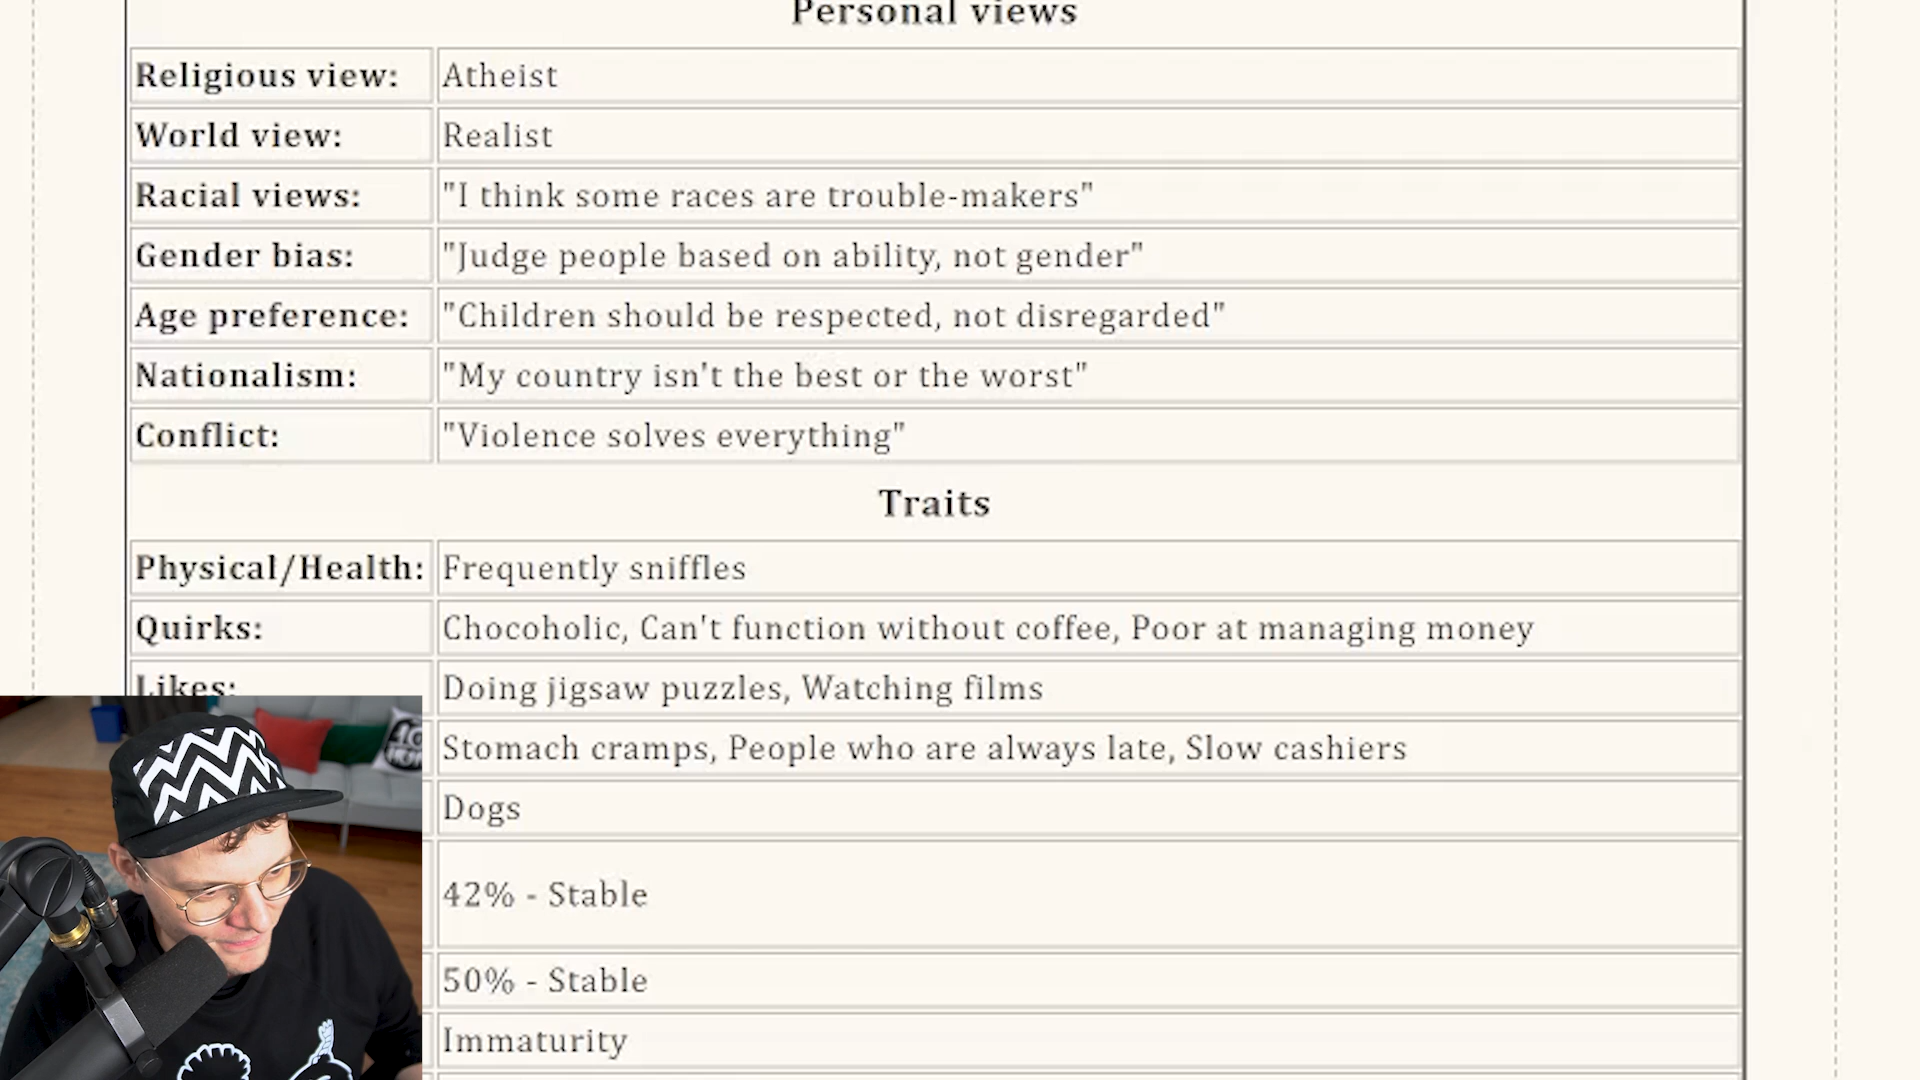 Personal views
Religious view: Atheist
World view: Realist
Racial views: "I think some races are trouble-makers"
Gender bias: "Judge people based on ability, not gender"
Age preference: "Children should be respected, not disregarded"
Nationalism: "My country isn't the best or the worst"
Conflict: "Violence solves everything"
Traits
Physical/Health: Frequently sniffles
Quirks: Chocoholic, Can't function without coffee, Poor at managing money
Likes: Doing jigsaw puzzles, Watching films
Stomach cramps, People who are always late, Slow cashiers
Dogs
42% - Stable
50% - Stable
Immaturity